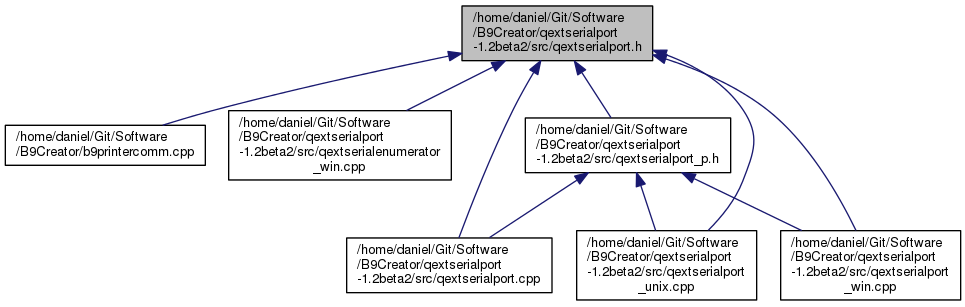 /home/daniel/Git/Software
/B9Creator/qextserialport
-1.2beta2/src/qextserialport.h
/home/daniel/Git/Software
/B9Creator/b9printercomm.cpp
/home/daniel/Git/Software
/B9Creator/qextserialport
-1.2beta2/src/qextserialenumerator
_win.cpp
/home/daniel/Git/Software
/B9Creator/qextserialport
-1.2beta2/src/qextserialport_p.h
/home/daniel/Git/Software
/B9Creator/qextserialport
-1.2beta2/src/qextserialport.cpp
/home/daniel/Git/Software
/B9Creator/qextserialport
-1.2beta2/src/qextserialport
_unix.cpp
/home/daniel/Git/Software
/B9Creator/qextserialport
-1.2beta2/src/qextserialport
_win.cpp